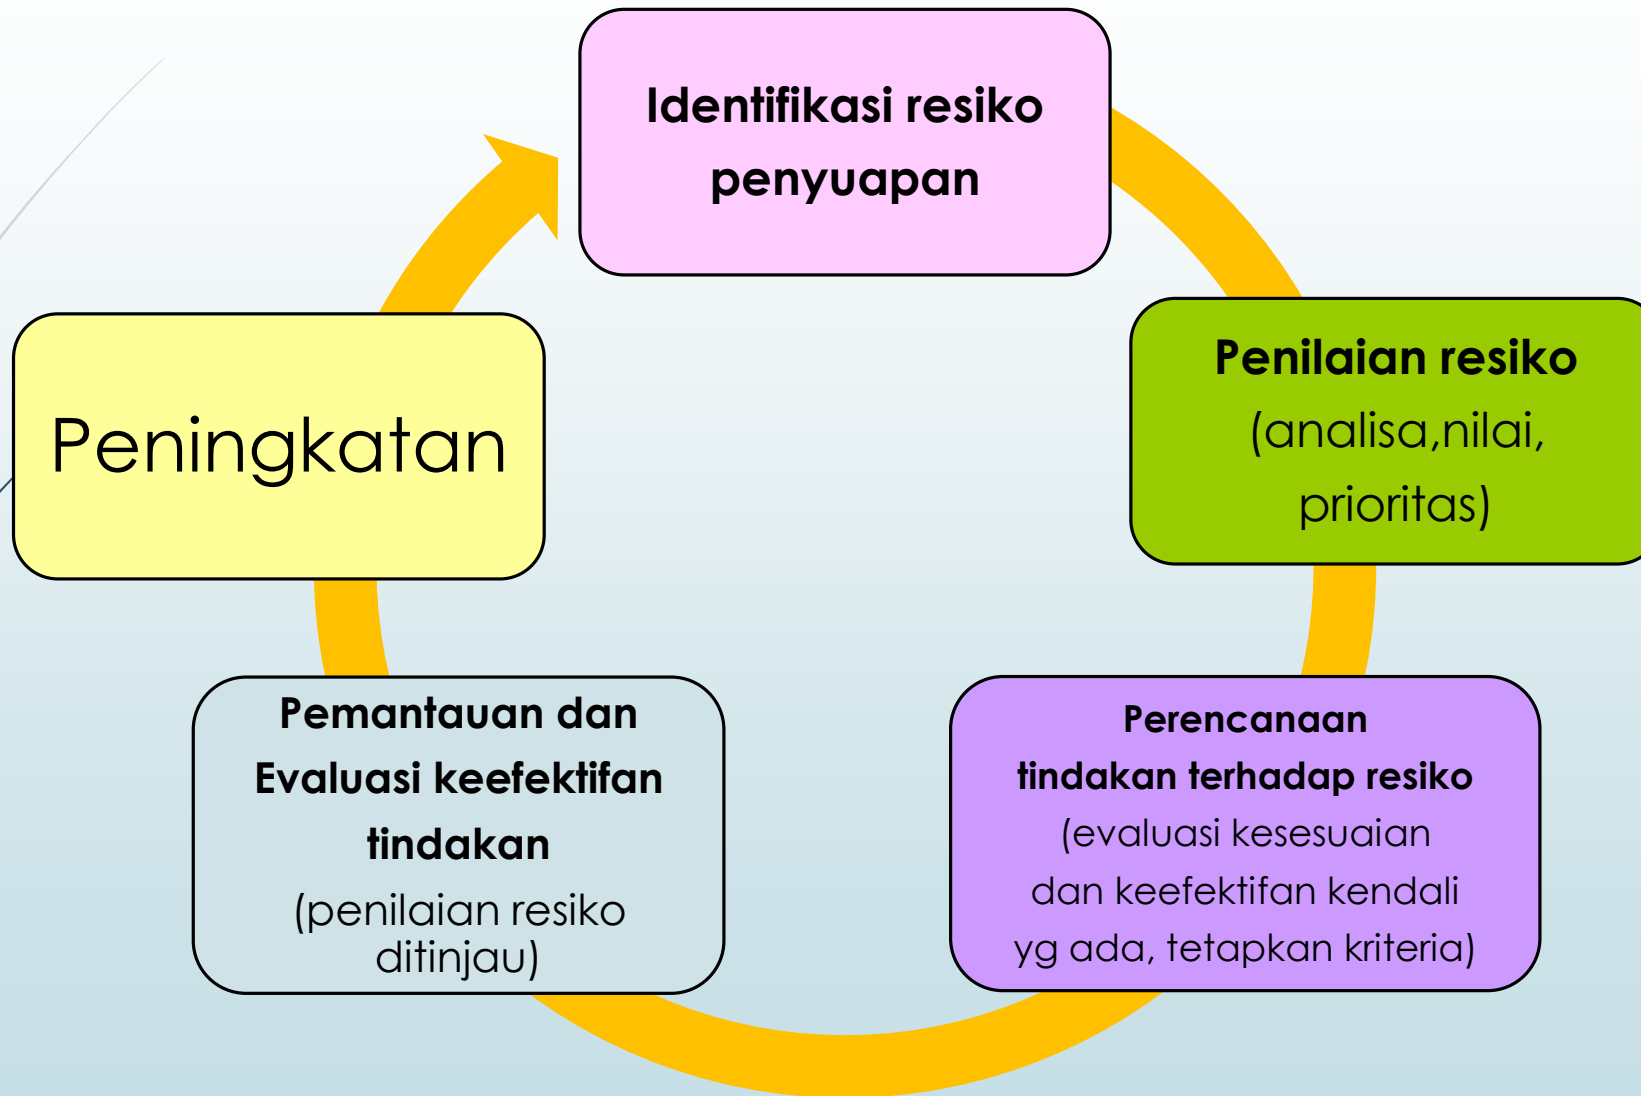 Identifikasi resiko
penyuapan
Penilaian resiko
(analisa,nilai,
prioritas)
Perencanaan
tindakan terhadap resiko
(evaluasi kesesuaian
dan keefektifan kendali
yg ada, tetapkan kriteria)
Pemantauan dan
Evaluasi keefektifan
tindakan
(penilaian resiko
ditinjau)
Peningkatan